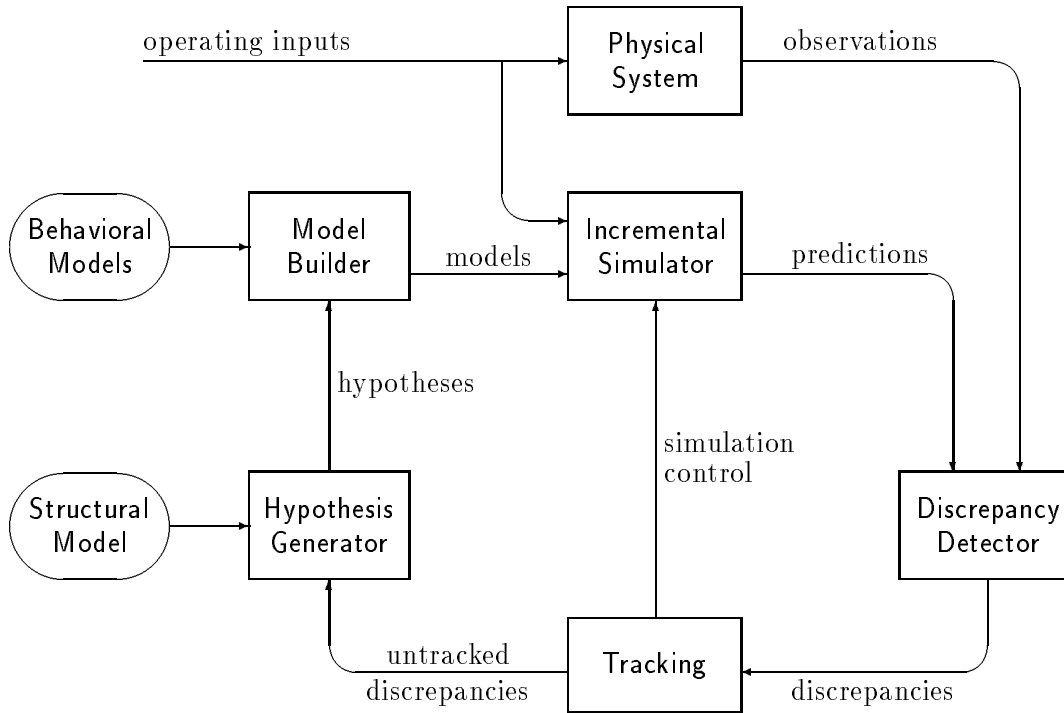 operating inputs
Physical
System
observations
Behavioral
Models
Model
Builder
models
Incremental
Simulator
predictions
hypotheses
simulation
control
Structural
Model
Hypothesis
Generator
Discrepancy
Detector
untracked
discrepancies
Tracking
discrepancies